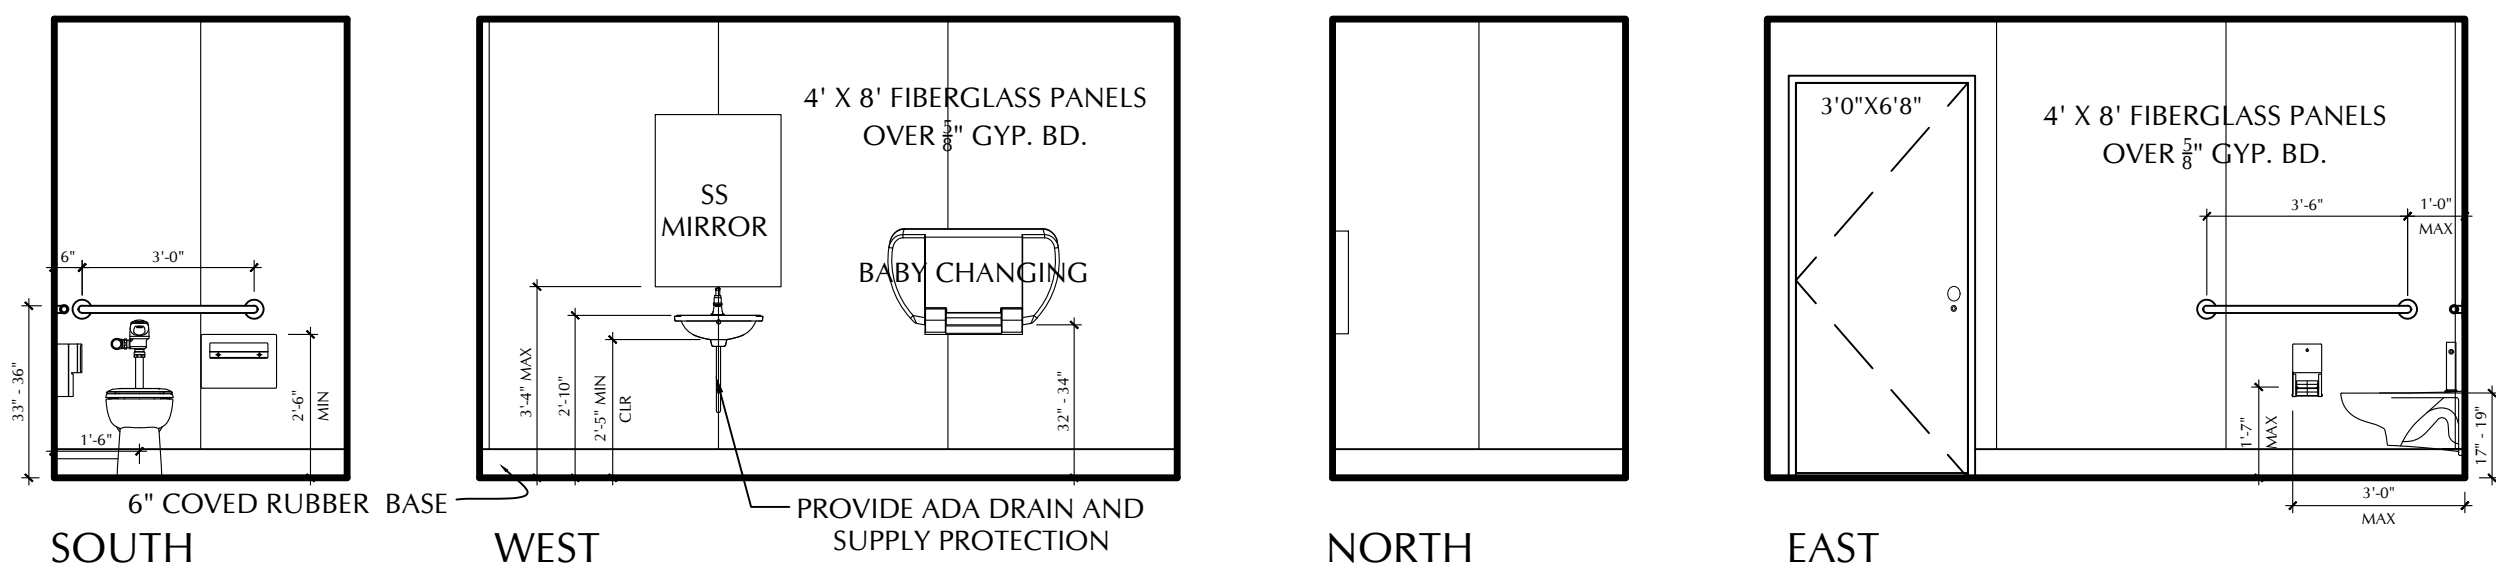 6"
3'-0"
33" - 36"
1'-6"
2'-6"
MIN
6" COVED RUBBER BASE
SOUTH
4' X 8' FIBERGLASS PANELS
OVER 5/8" GYP. BD.
SS
MIRROR
BABY CHANGING
3'-4" MAX
2'-10"
2'-5" MIN
CLR
32" - 34"
PROVIDE ADA DRAIN AND
SUPPLY PROTECTION
WEST
NORTH
3'0"X6'8"
4' X 8' FIBERGLASS PANELS
OVER 5/8" GYP. BD.
3'-6"
1'-0"
MAX
1'-7"
MAX
17" - 19"
3'-0"
MAX
EAST